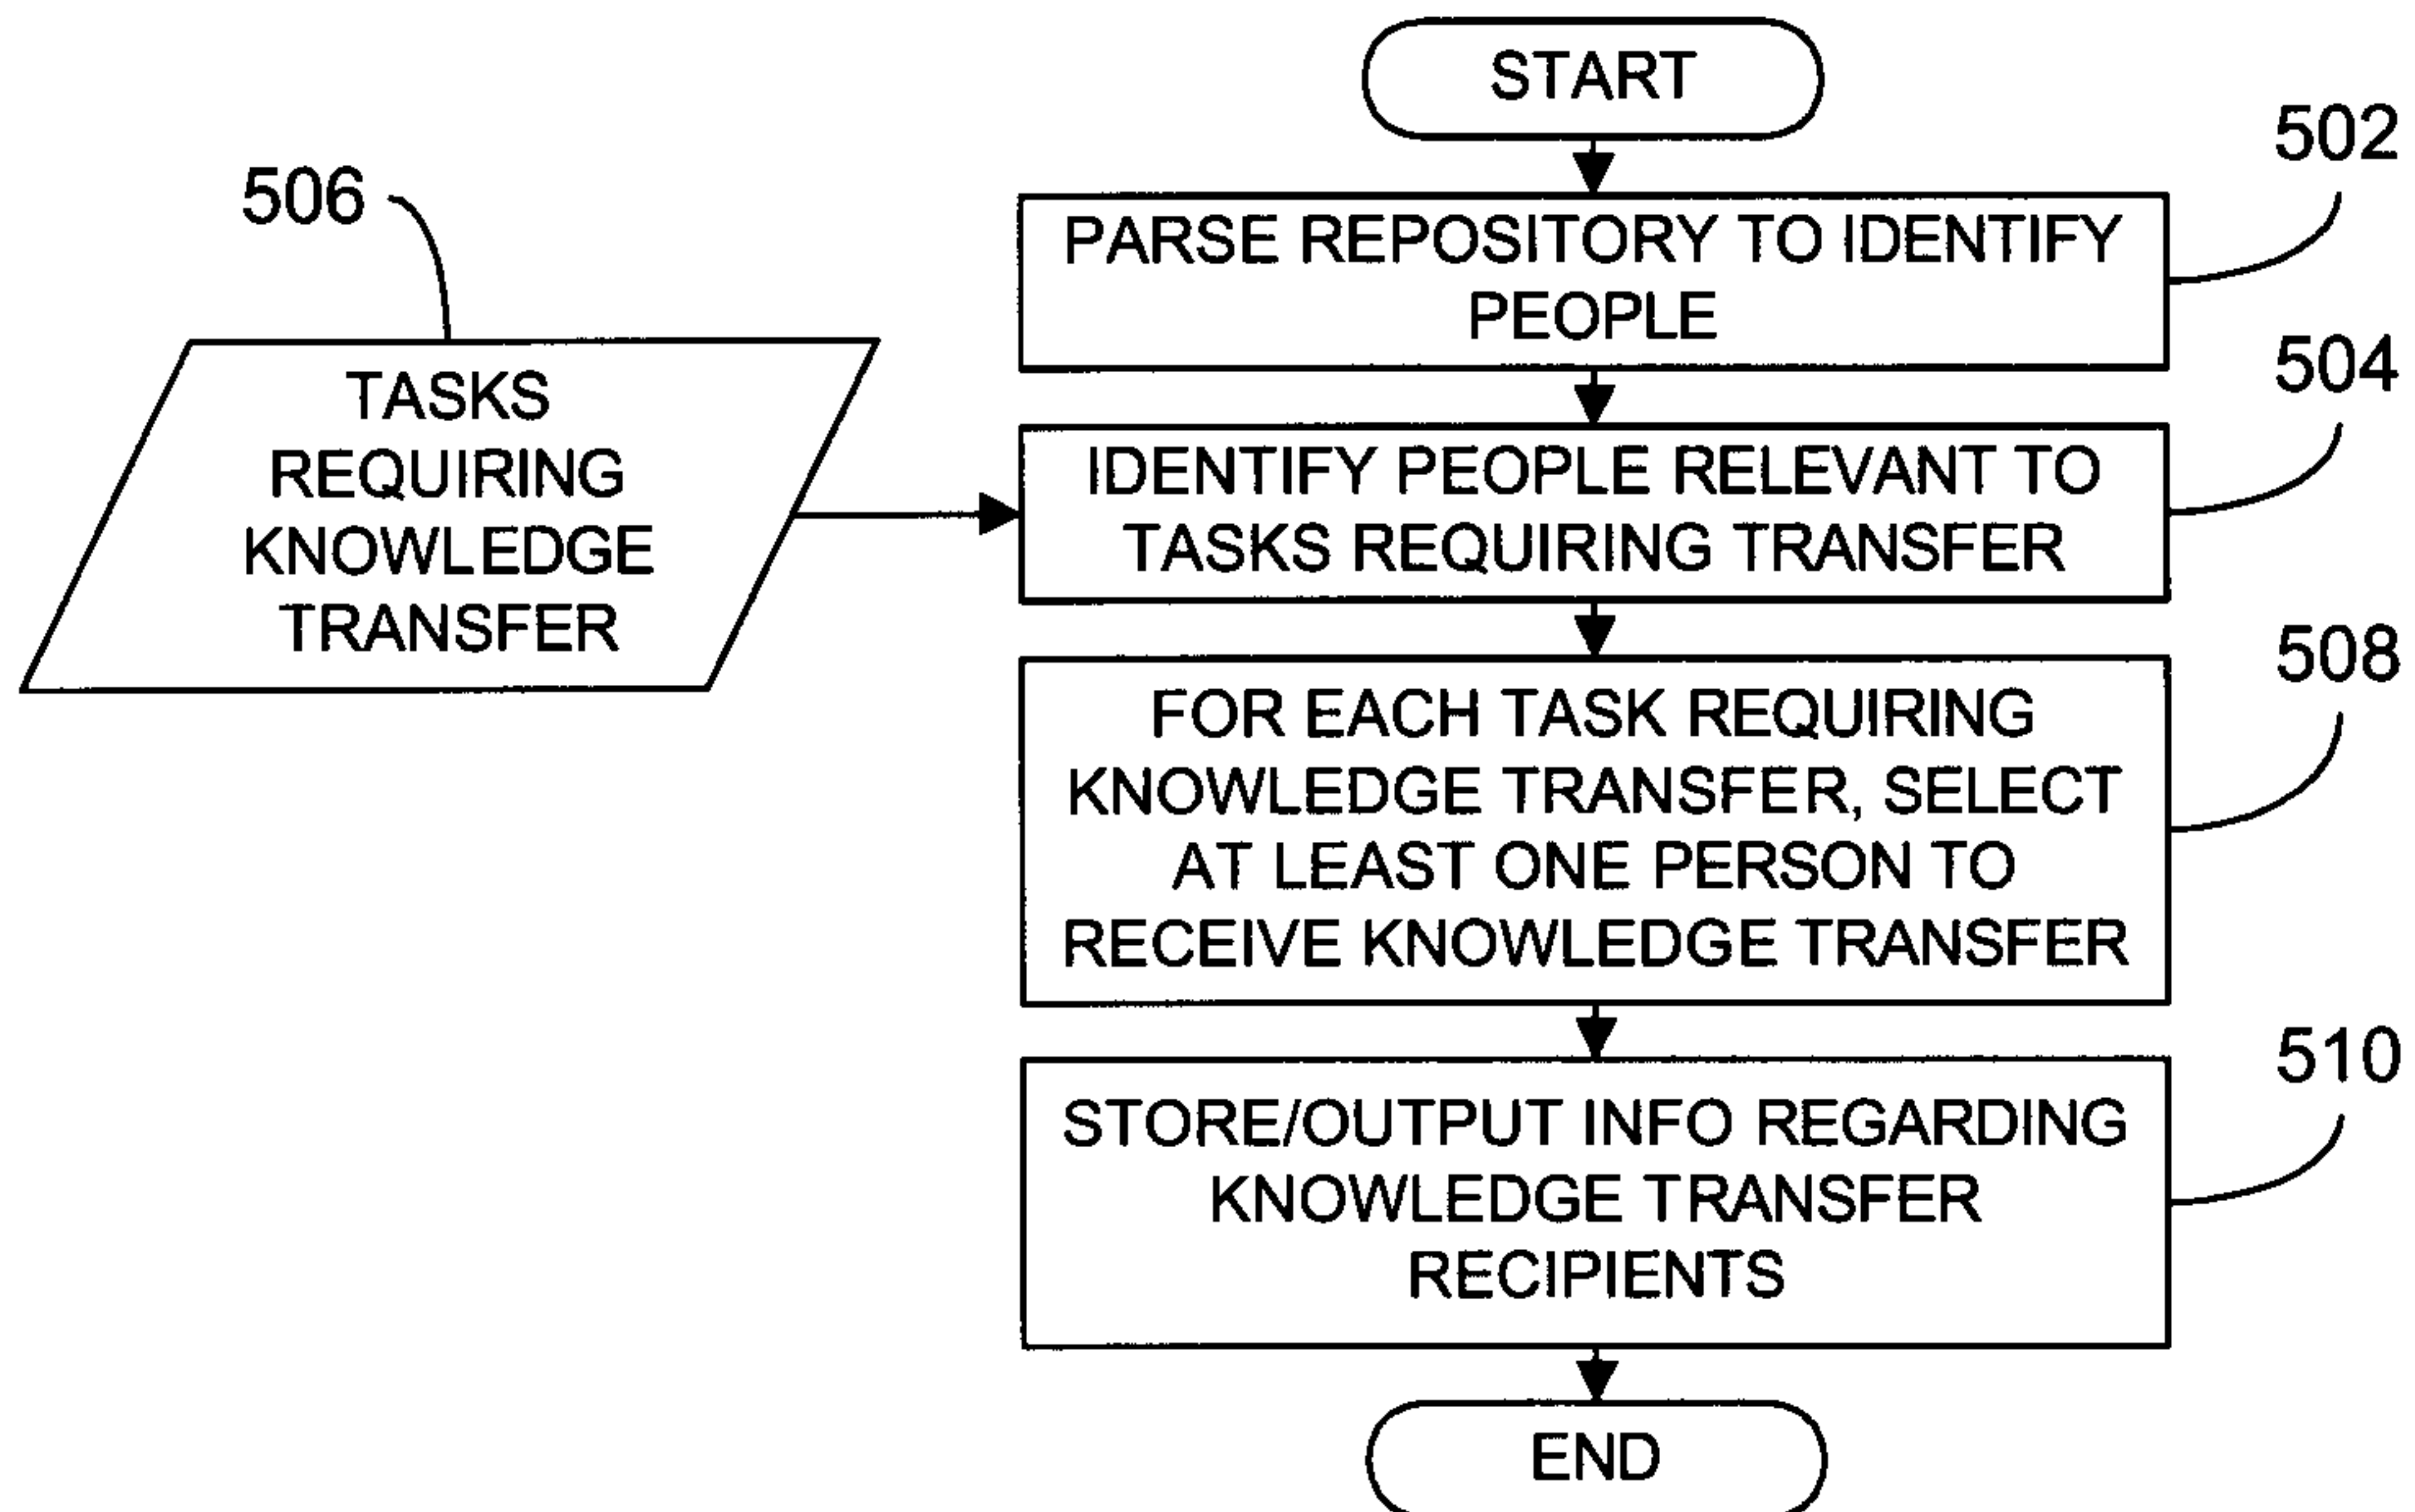 START
502
PARSE REPOSITORY TO IDENTIFY
PEOPLE
506
TASKS
REQUIRING
KNOWLEDGE
TRANSFER
504
IDENTIFY PEOPLE RELEVANT TO
TASKS REQUIRING TRANSFER
508
FOR EACH TASK REQUIRING
KNOWLEDGE TRANSFER, SELECT
AT LEAST ONE PERSON TO
RECEIVE KNOWLEDGE TRANSFER
510
STORE/OUTPUT INFO REGARDING
KNOWLEDGE TRANSFER
RECIPIENTS
END